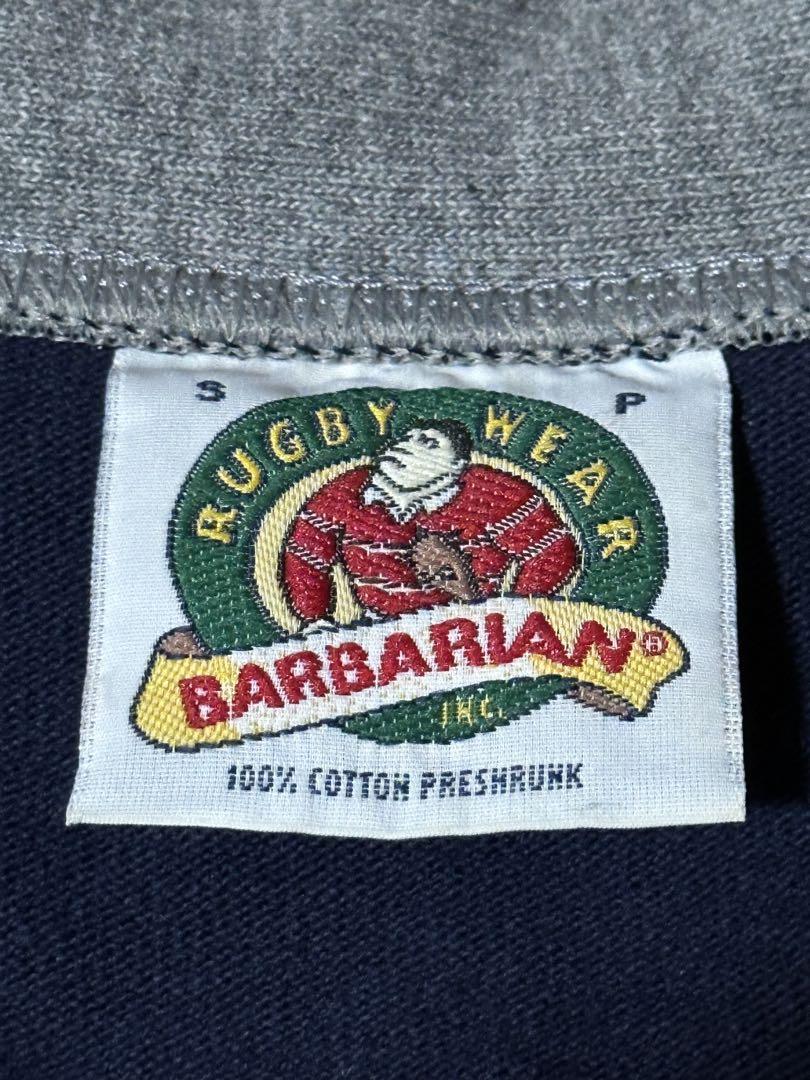 S P
RUGBY WEAR
BARBARIAN®
INC.
100% COTTON PRESHRUNK